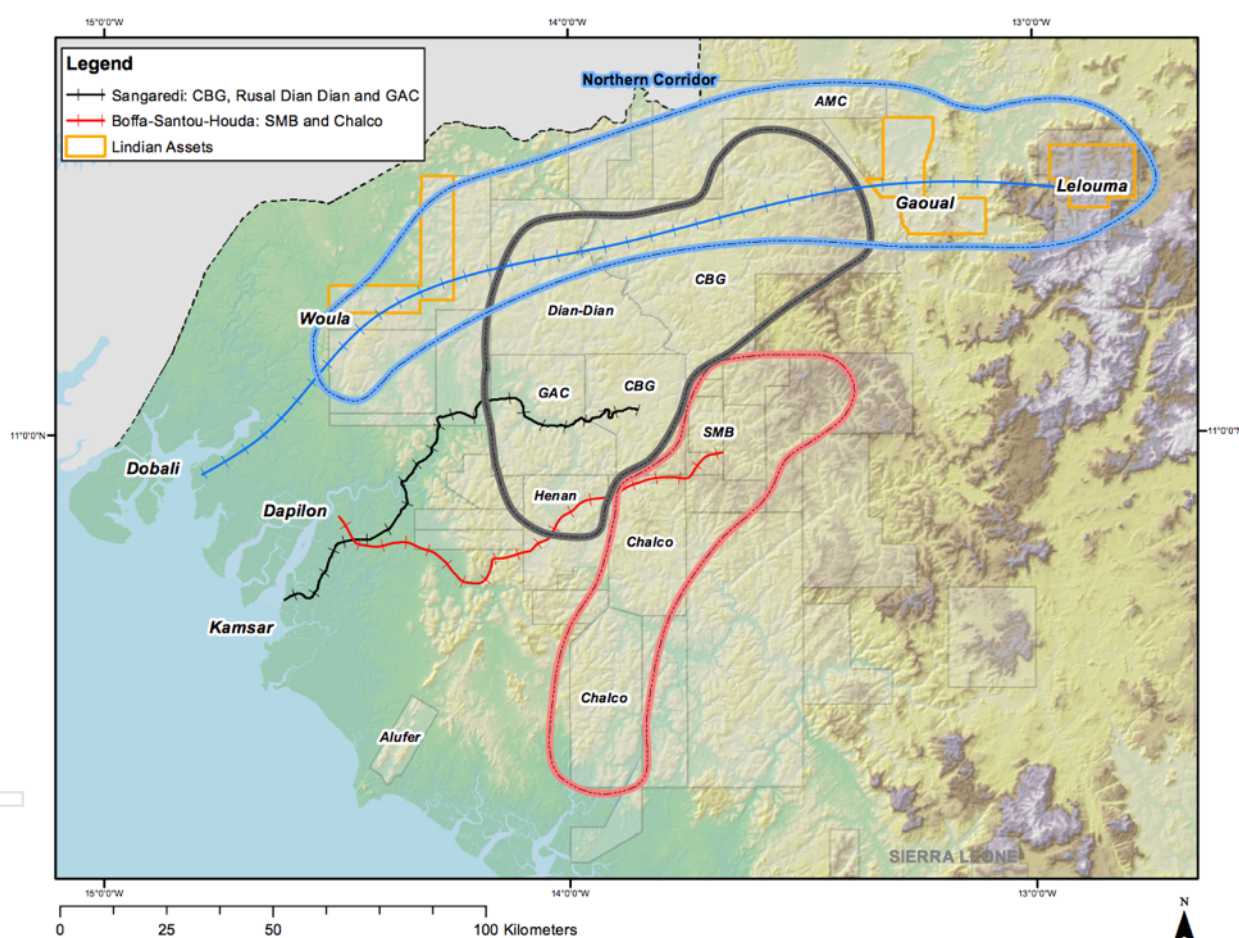 15°0'0"W
14°0'0"W
13°0'0"W
Legend
Sangaredi: CBG, Rusal Dian Dian and GAC
Boffa-Santou-Houda: SMB and Chalco
Lindian Assets
Northern Corridor
AMC
Lelouma
Gaoual
CBG
Dian-Dian
Woula
CBG
GAC
SMB
11°0'0"N
11°0'0"N
Dobali
Henan
Dapilon
Chalco
Kamsar
Chalco
Alufer
SIERRA LEONE
15°0'0"W
14°0'0"W
13°0'0"W
N
0 25 50 100 Kilometers